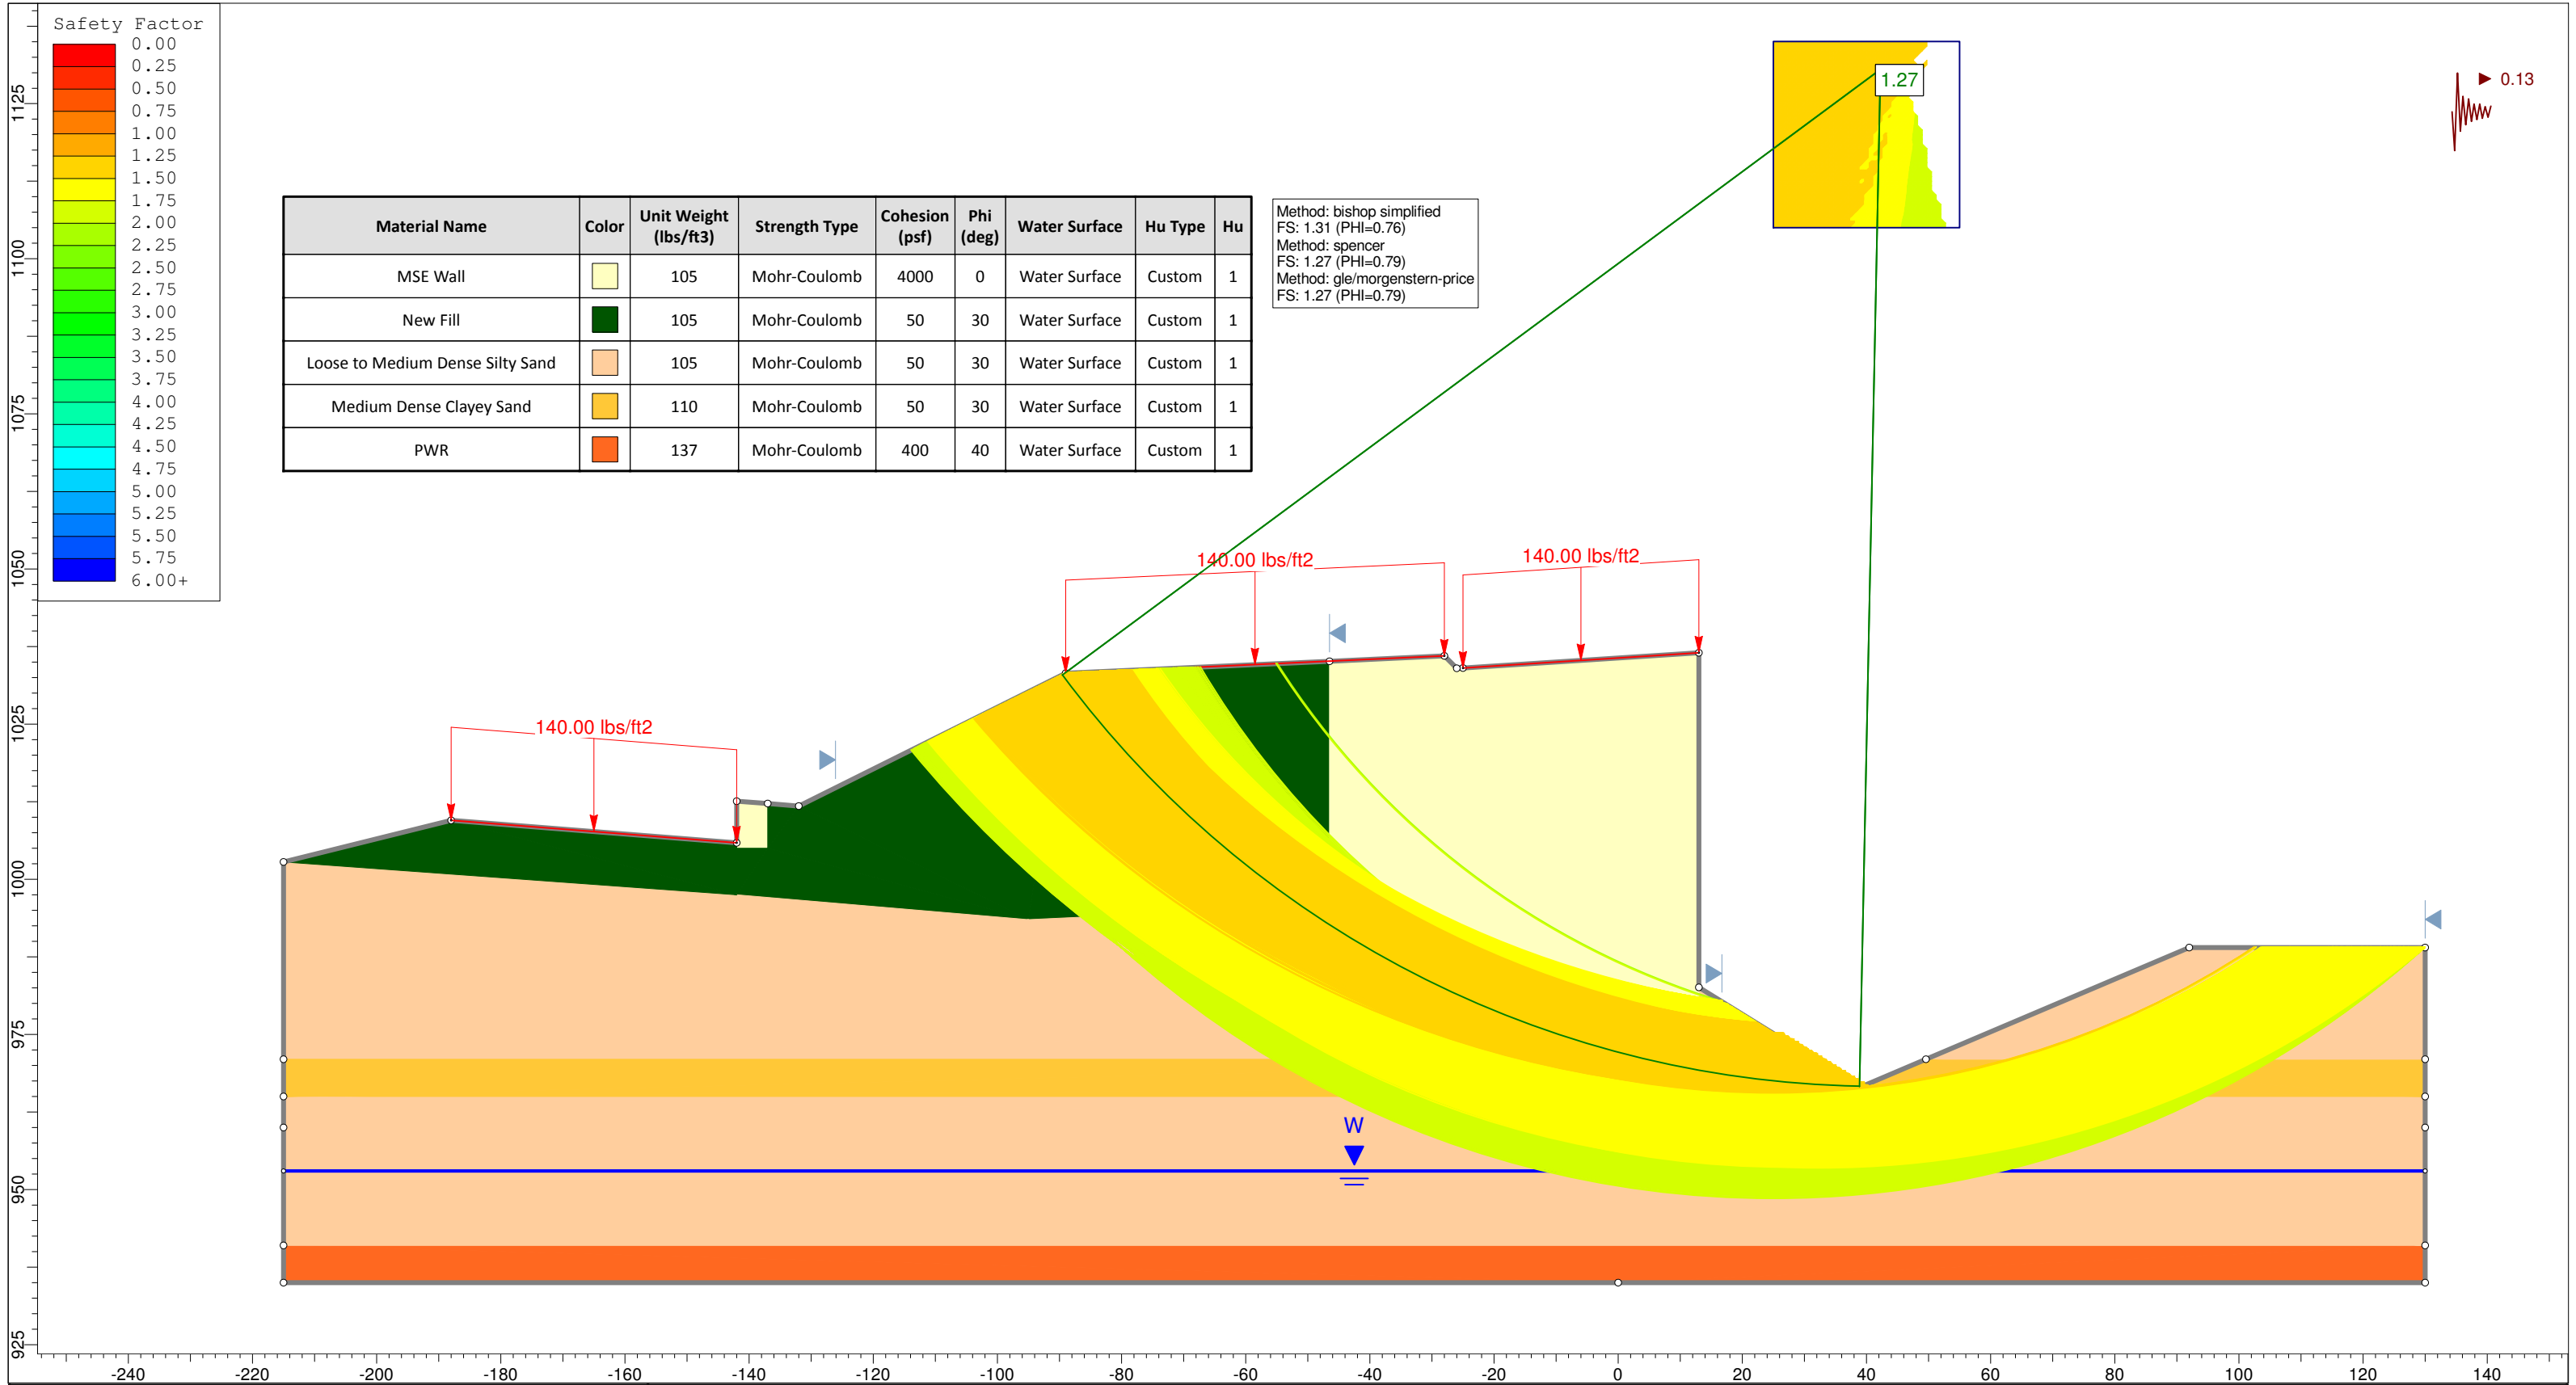 Safety Factor
0.00
0.25
0.50
0.75
1.00
1.25
1.50
1.75
2.00
2.25
2.50
2.75
3.00
3.25
3.50
3.75
4.00
4.25
4.50
4.75
5.00
5.25
5.50
5.75
6.00+
1.27
0.13
Material Name Color Unit Weight (lbs/ft3) Strength Type Cohesion (psf) Phi (deg) Water Surface Hu Type Hu
MSE Wall 105 Mohr-Coulomb 4000 0 Water Surface Custom 1
New Fill 105 Mohr-Coulomb 50 30 Water Surface Custom 1
Loose to Medium Dense Silty Sand 105 Mohr-Coulomb 50 30 Water Surface Custom 1
Medium Dense Clayey Sand 110 Mohr-Coulomb 50 30 Water Surface Custom 1
PWR 137 Mohr-Coulomb 400 40 Water Surface Custom 1
Method: bishop simplified
FS: 1.31 (PHI=0.76)
Method: spencer
FS: 1.27 (PHI=0.79)
Method: gle/morgenstern-price
FS: 1.27 (PHI=0.79)
140.00 lbs/ft2
140.00 lbs/ft2
140.00 lbs/ft2
W
1125
1100
1075
1050
1025
1000
975
950
925
-240 -220 -200 -180 -160 -140 -120 -100 -80 -60 -40 -20 0 20 40 60 80 100 120 140